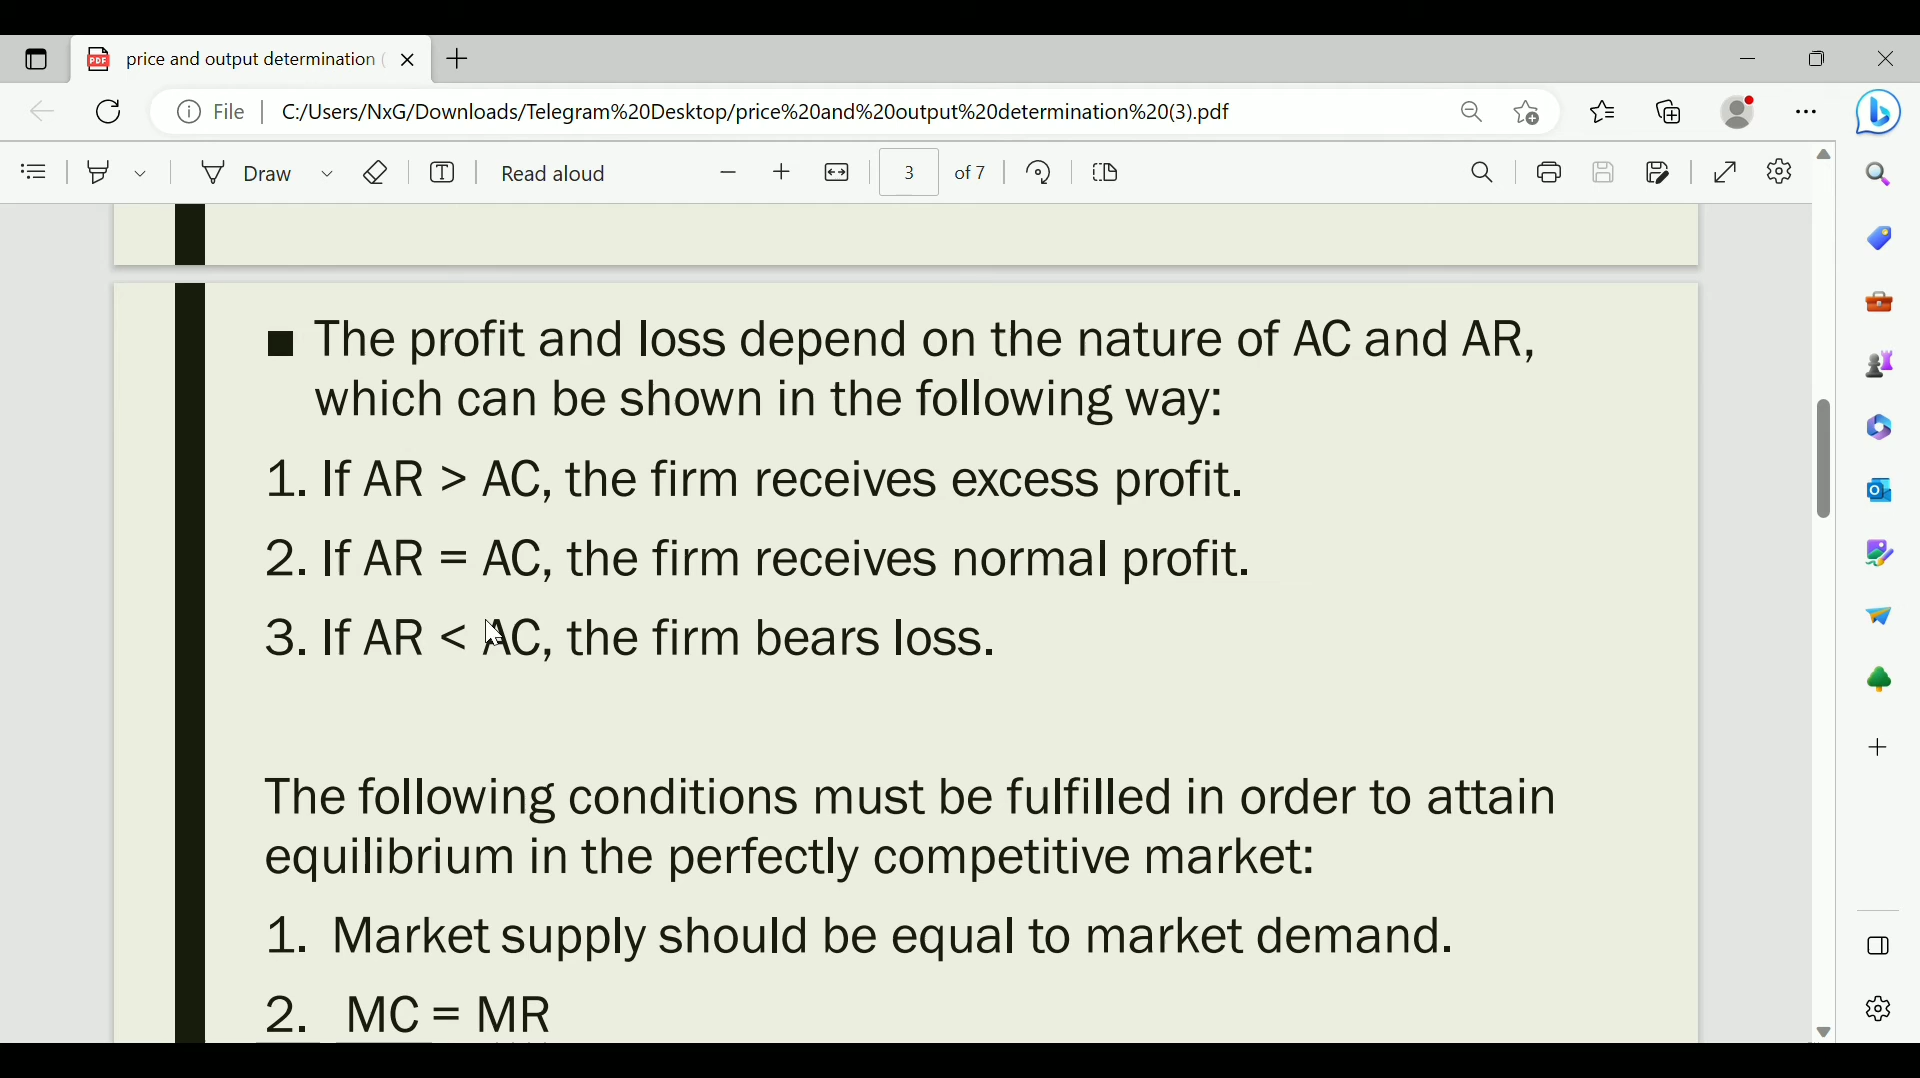 price and output determination (
File
C:/Users/NxG/Downloads/Telegram%20Desktop/price%20and%20output%20determination%20(3).pdf
Draw
T
Read aloud
3 of 7
■ The profit and loss depend on the nature of AC and AR,
which can be shown in the following way:
1. If AR > AC, the firm receives excess profit.
2. If AR = AC, the firm receives normal profit.
3. If AR < AC, the firm bears loss.
The following conditions must be fulfilled in order to attain
equilibrium in the perfectly competitive market:
1. Market supply should be equal to market demand.
2. MC = MR